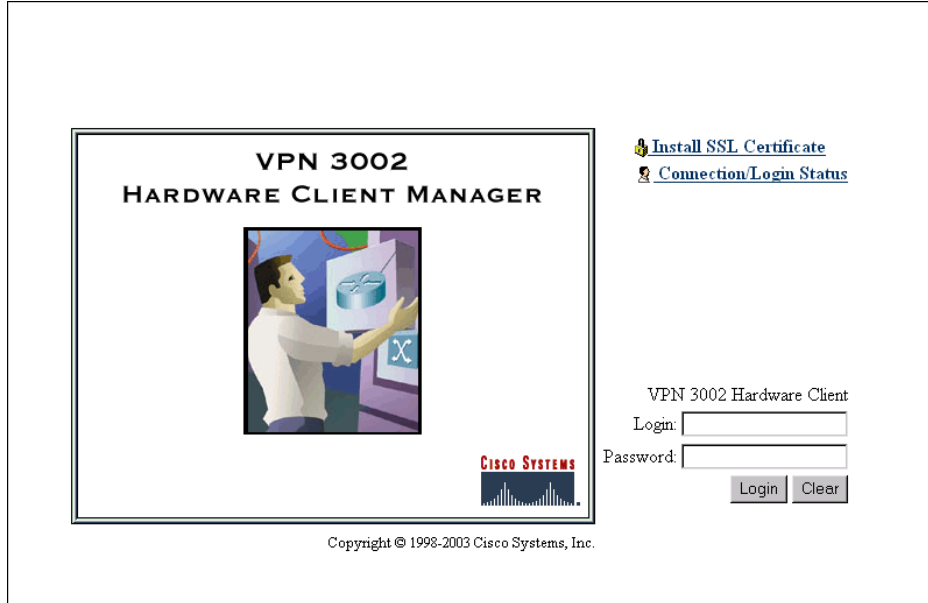 VPN 3002
HARDWARE CLIENT MANAGER
CISCO SYSTEMS
Install SSL Certificate
Connection/Login Status
VPN 3002 Hardware Client
Login:
Password:
Login Clear
Copyright © 1998-2003 Cisco Systems, Inc.